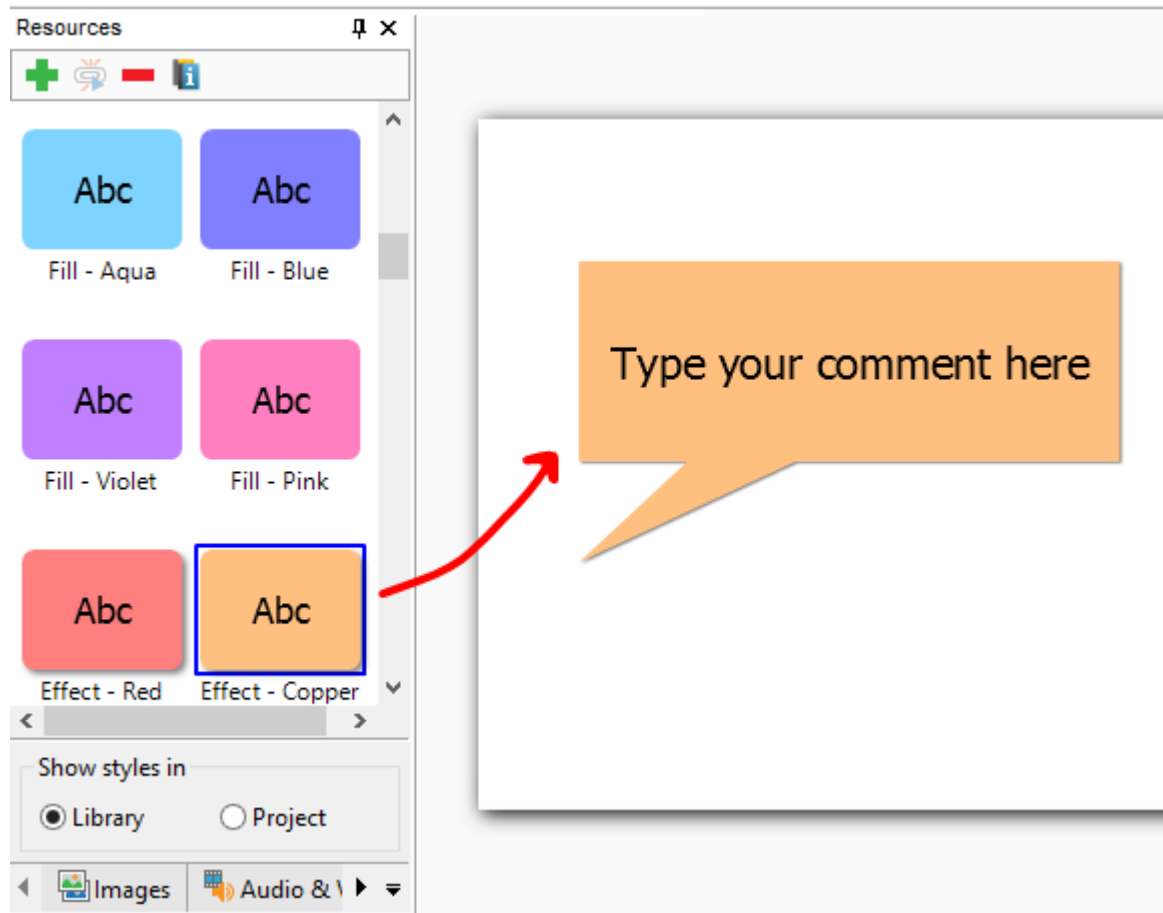 Resources
Abc
Abc
Fill - Aqua
Fill - Blue
Abc
Abc
Fill - Violet
Fill - Pink
Abc
Abc
Effect - Red
Effect - Copper
Show styles in
Library
Project
Images
Audio &
Type your comment here